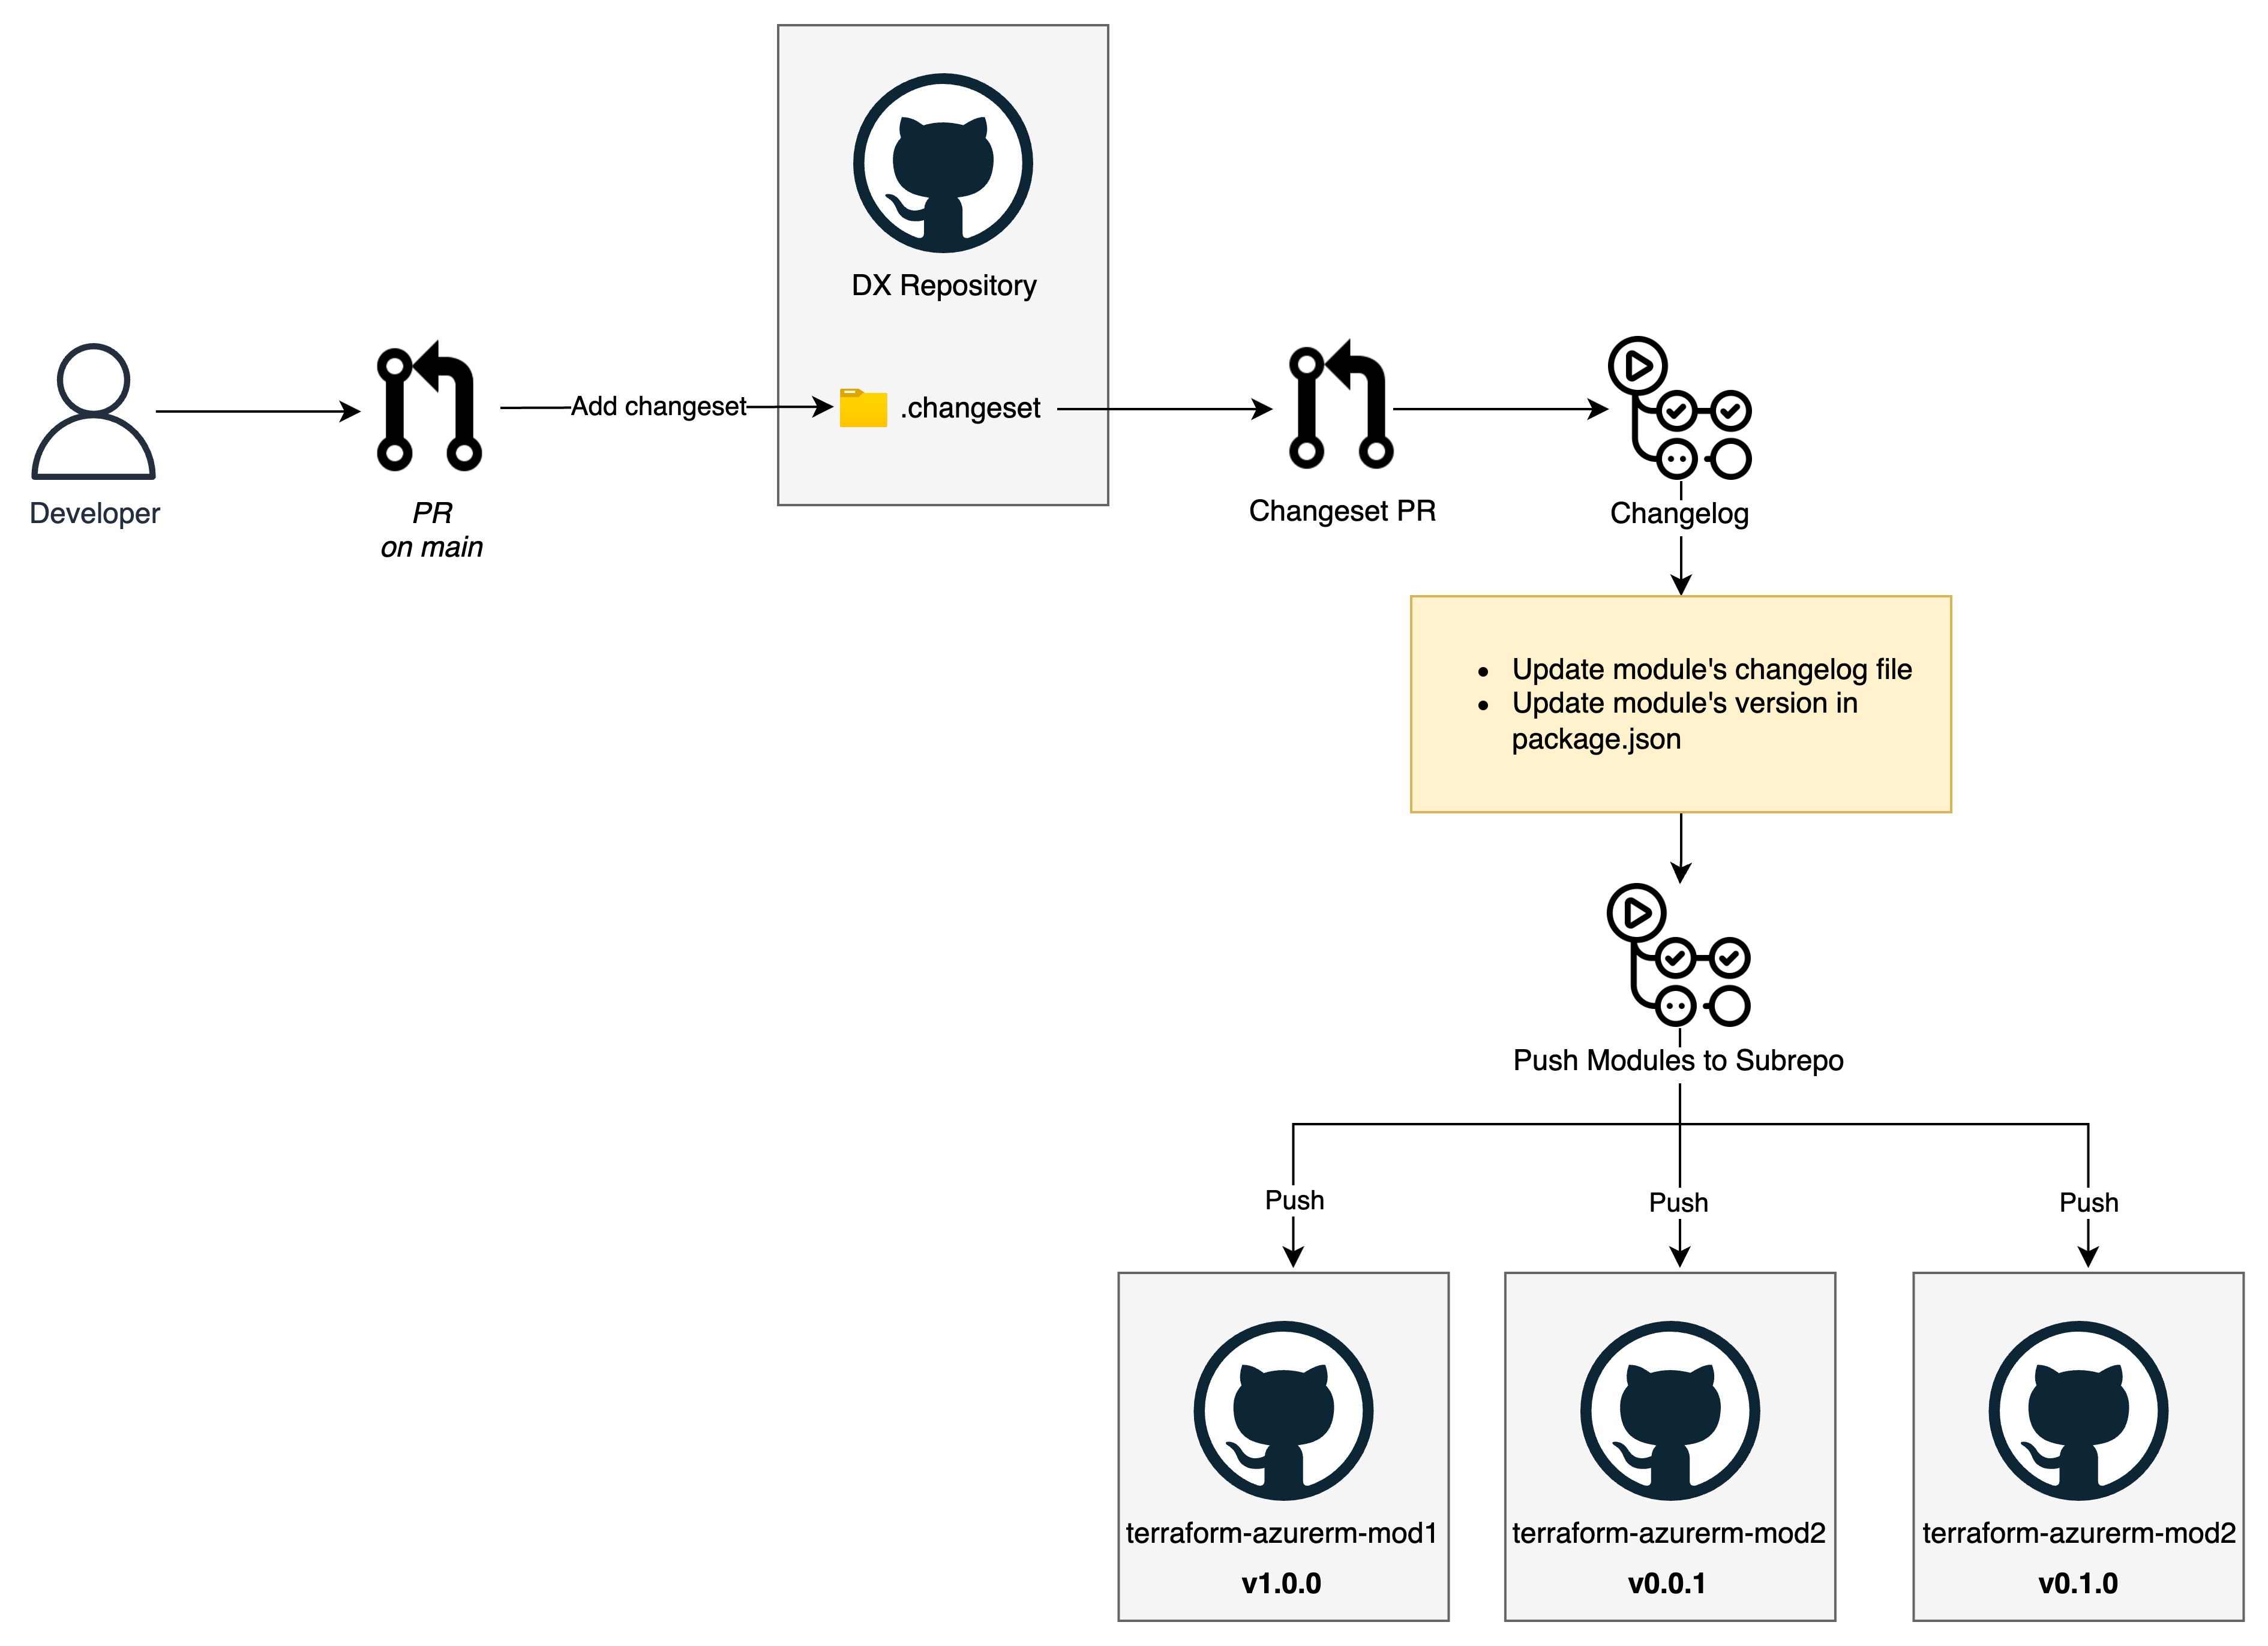 DX Repository
Developer
PR
on main
Add changeset
.changeset
Changeset PR
Changelog
• Update module's changelog file
• Update module's version in
package.json
Push Modules to Subrepo
Push
Push
Push
terraform-azurerm-mod1
v1.0.0
terraform-azurerm-mod2
v0.0.1
terraform-azurerm-mod2
v0.1.0